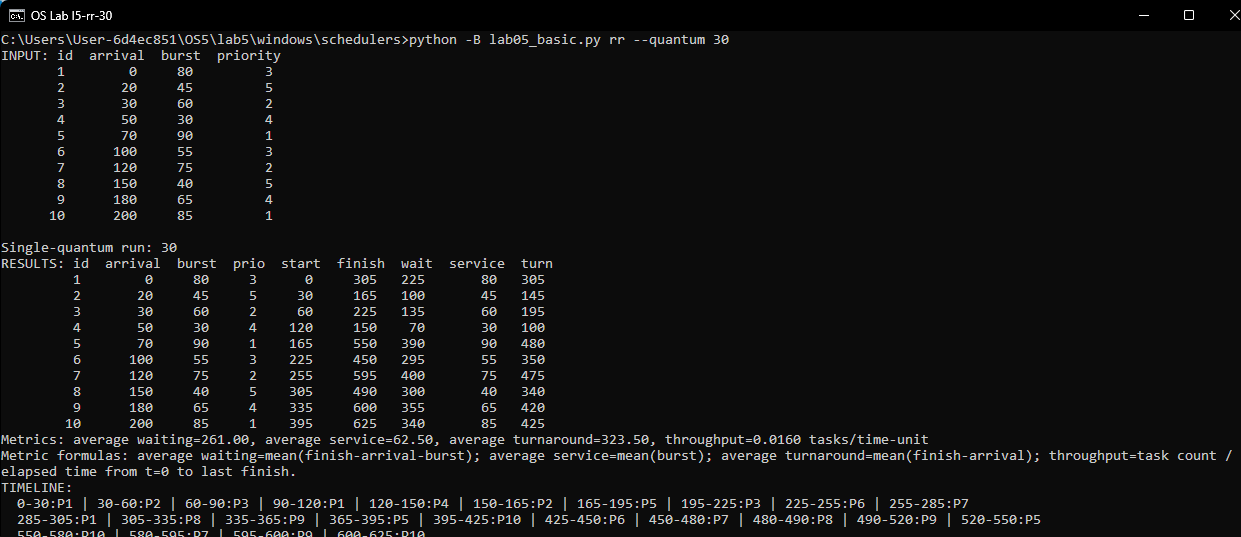 OS Lab I5-rr-30
C:\Users\User-6d4ec851\OS5\lab5\windows\schedulers>python -B lab05_basic.py rr --quantum 30
INPUT: id  arrival  burst  priority
       1        0     80         3
       2       20     45         5
       3       30     60         2
       4       50     30         4
       5       70     90         1
       6      100     55         3
       7      120     75         2
       8      150     40         5
       9      180     65         4
      10      200     85         1
Single-quantum run: 30
RESULTS: id  arrival  burst  prio  start  finish  wait  service  turn
         1        0     80     3      0     305   225       80   305
         2       20     45     5     30     165   100       45   145
         3       30     60     2     60     225   135       60   195
         4       50     30     4    120     150    70       30   100
         5       70     90     1    165     550   390       90   480
         6      100     55     3    225     450   295       55   350
         7      120     75     2    255     595   400       75   475
         8      150     40     5    305     490   300       40   340
         9      180     65     4    335     600   355       65   420
        10      200     85     1    395     625   340       85   425
Metrics: average waiting=261.00, average service=62.50, average turnaround=323.50, throughput=0.0160 tasks/time-unit
Metric formulas: average waiting=mean(finish-arrival-burst); average service=mean(burst); average turnaround=mean(finish-arrival); throughput=task count /
elapsed time from t=0 to last finish.
TIMELINE:
  0-30:P1 | 30-60:P2 | 60-90:P3 | 90-120:P1 | 120-150:P4 | 150-165:P2 | 165-195:P5 | 195-225:P3 | 225-255:P6 | 255-285:P7
  285-305:P1 | 305-335:P8 | 335-365:P9 | 365-395:P5 | 395-425:P10 | 425-450:P6 | 450-480:P7 | 480-490:P8 | 490-520:P9 | 520-550:P5
  550-580:P10 | 580-595:P7 | 595-600:P9 | 600-625:P10